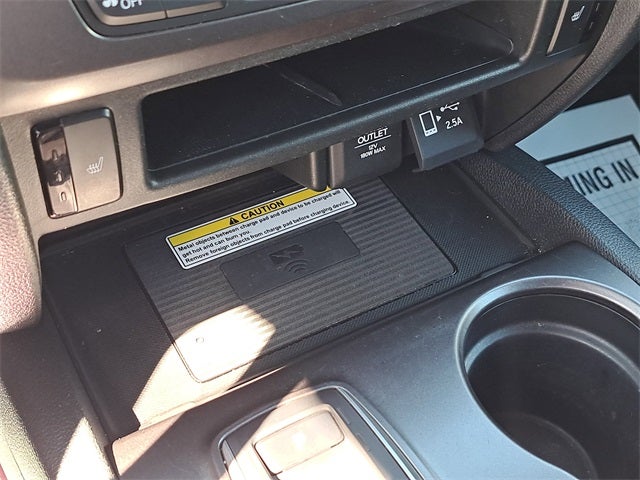 OFF
OUTLET
12V
180W MAX
2.5A
CAUTION
Metal objects between charge pad and device to be charged will
get hot and can burn you.
Remove foreign objects from charge pad before charging device.
MING IN